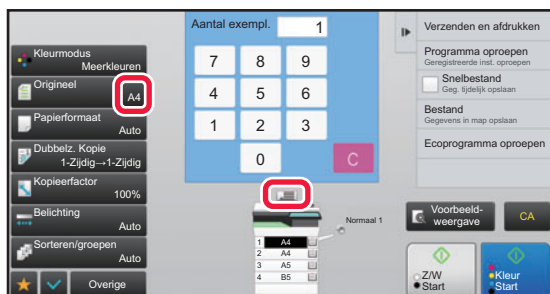 Kleurmodus
Meerkleuren
Origineel
A4
Papierformaat
Auto
Dubbelz. Kopie
1-Zijdig→1-Zijdig
Kopieerfactor
100%
Belichting
Auto
Sorteren/groepen
Auto
Overige
Aantal exempl. 1
7 8 9
4 5 6
1 2 3
0 C
Normaal 1
1 A4
2 A4
3 A5
4 B5
Verzenden en afdrukken
Programma oproepen
Geregistreerde inst. oproepen
Snelbestand
Geg. tijdelijk opslaan
Bestand
Gegevens in map opslaan
Ecoprogramma oproepen
Voorbeeld-
weergave
CA
Z/W
Start
Kleur
Start